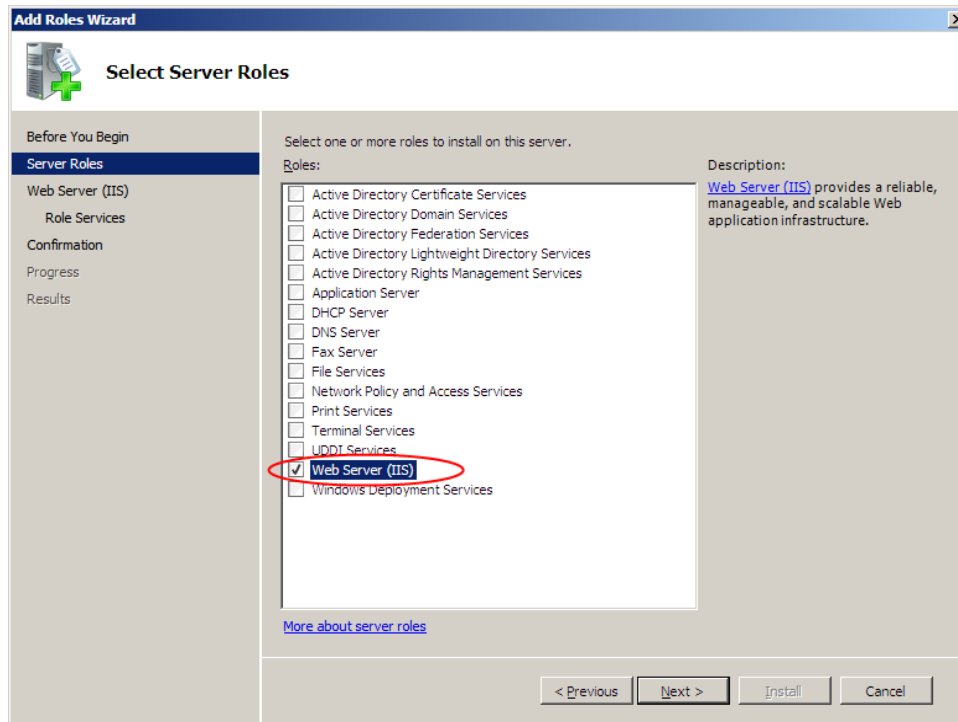 Add Roles Wizard
Select Server Roles
Before You Begin
Server Roles
Web Server (IIS)
Role Services
Confirmation
Progress
Results
Select one or more roles to install on this server.
Roles:
Active Directory Certificate Services
Active Directory Domain Services
Active Directory Federation Services
Active Directory Lightweight Directory Services
Active Directory Rights Management Services
Application Server
DHCP Server
DNS Server
Fax Server
File Services
Network Policy and Access Services
Print Services
Terminal Services
UDDI Services
Web Server (IIS)
Windows Deployment Services
More about server roles
Description:
Web Server (IIS) provides a reliable,
manageable, and scalable Web
application infrastructure.
< Previous
Next >
Install
Cancel